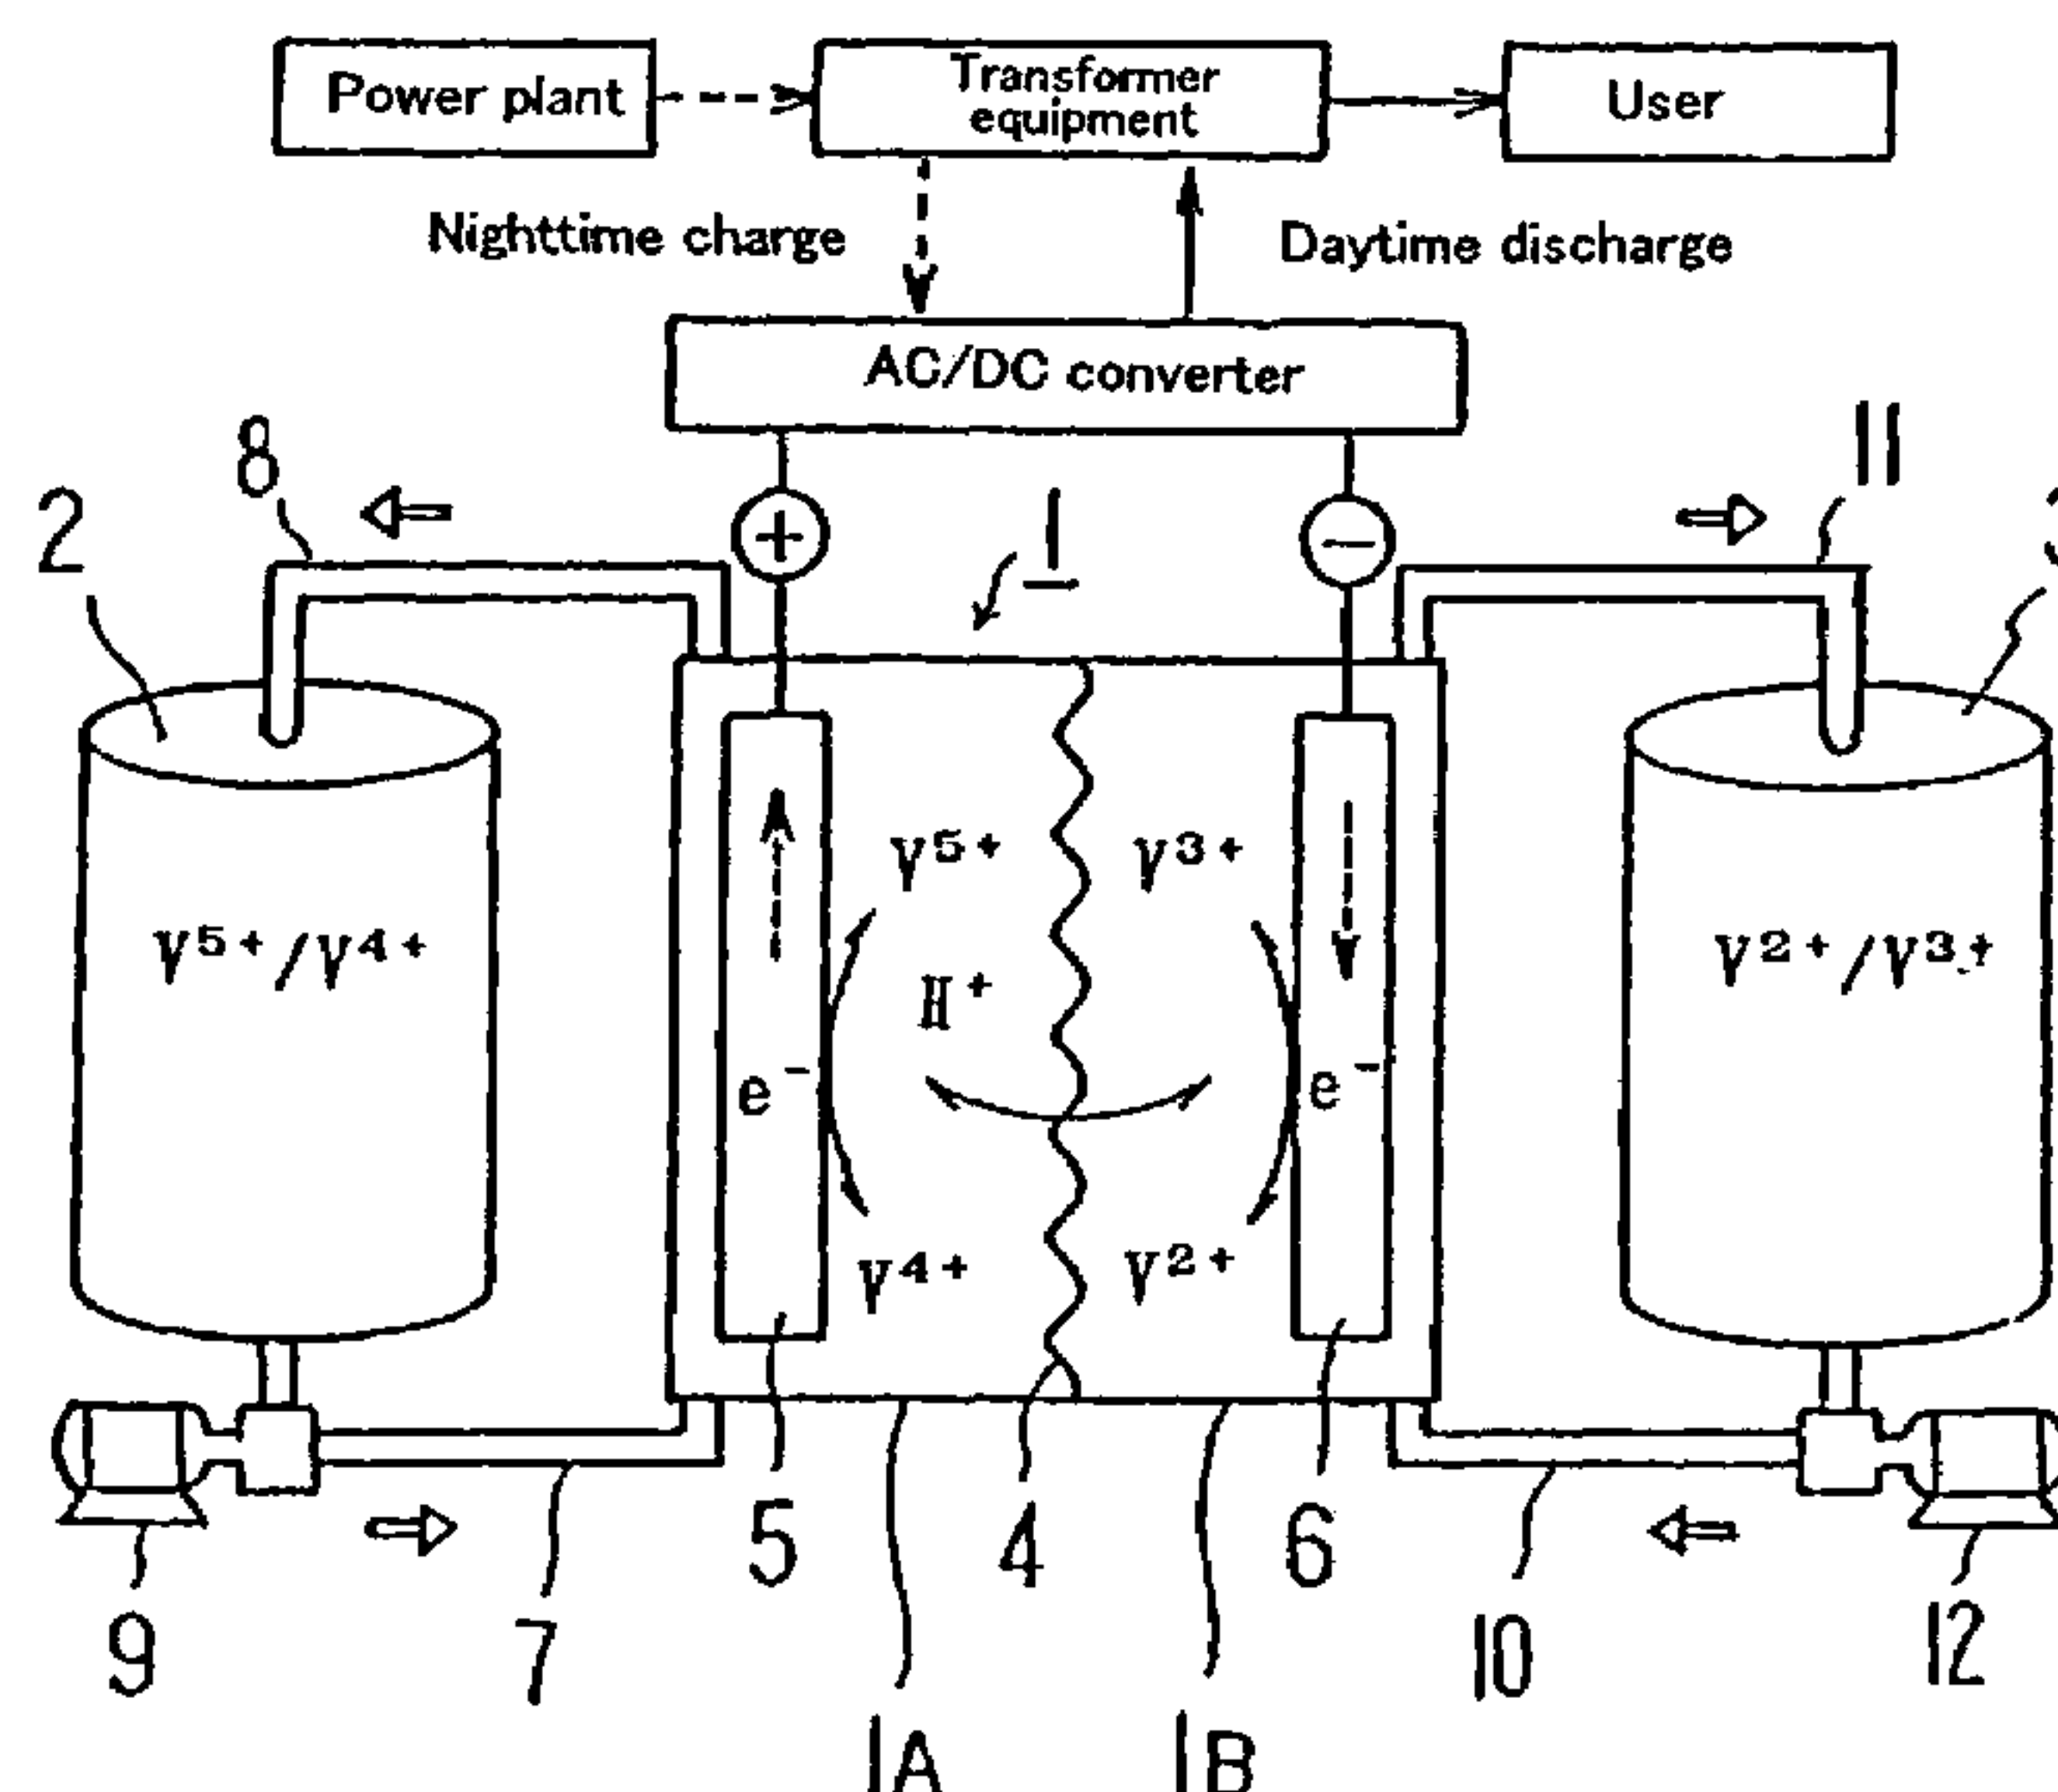 Power plant
Transformer
equipment
User
Nighttime charge
Daytime discharge
AC/DC converter
8
11
2
+
1
−
V5+
V3+
V5+/V4+
V2+/V3+
H+
e−
e−
V4+
V2+
5
4
6
9
7
10
12
1A
1B